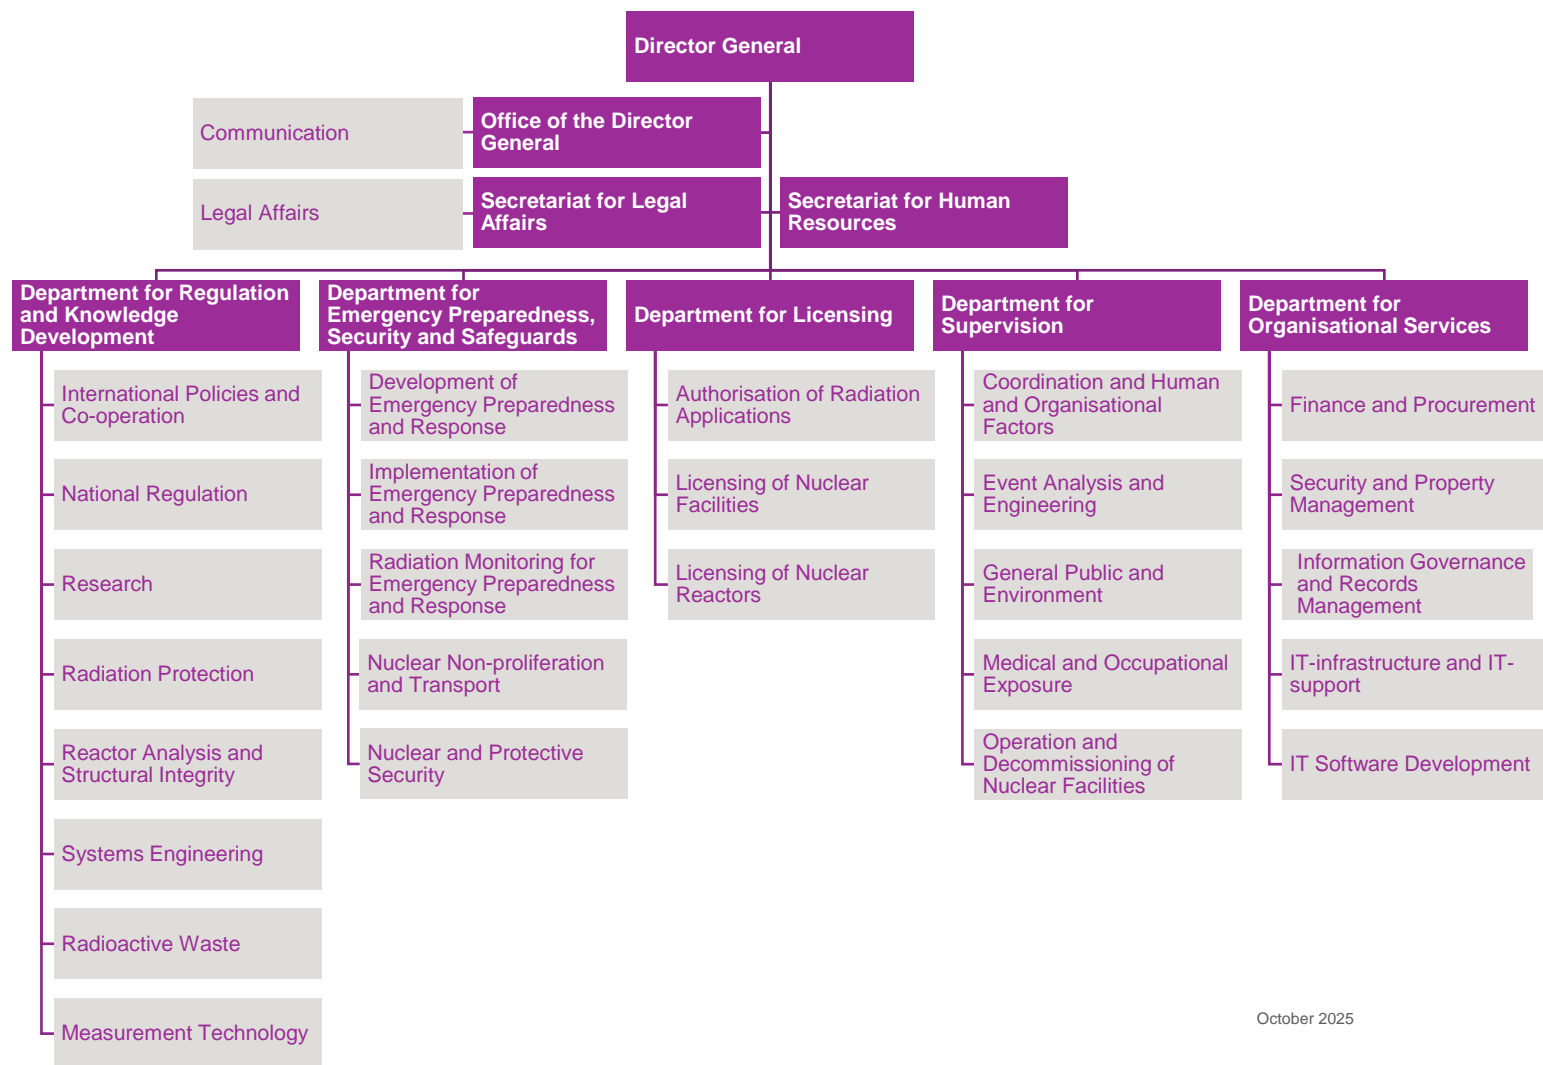 Director General
Communication
Office of the Director
General
Legal Affairs
Secretariat for Legal
Affairs
Secretariat for Human
Resources
Department for Regulation
and Knowledge
Development
International Policies and
Co-operation
National Regulation
Research
Radiation Protection
Reactor Analysis and
Structural Integrity
Systems Engineering
Radioactive Waste
Measurement Technology
Department for
Emergency Preparedness,
Security and Safeguards
Development of
Emergency Preparedness
and Response
Implementation of
Emergency Preparedness
and Response
Radiation Monitoring for
Emergency Preparedness
and Response
Nuclear Non-proliferation
and Transport
Nuclear and Protective
Security
Department for Licensing
Authorisation of Radiation
Applications
Licensing of Nuclear
Facilities
Licensing of Nuclear
Reactors
Department for
Supervision
Coordination and Human
and Organisational
Factors
Event Analysis and
Engineering
General Public and
Environment
Medical and Occupational
Exposure
Operation and
Decommissioning of
Nuclear Facilities
Department for
Organisational Services
Finance and Procurement
Security and Property
Management
Information Governance
and Records
Management
IT-infrastructure and IT-
support
IT Software Development
October 2025